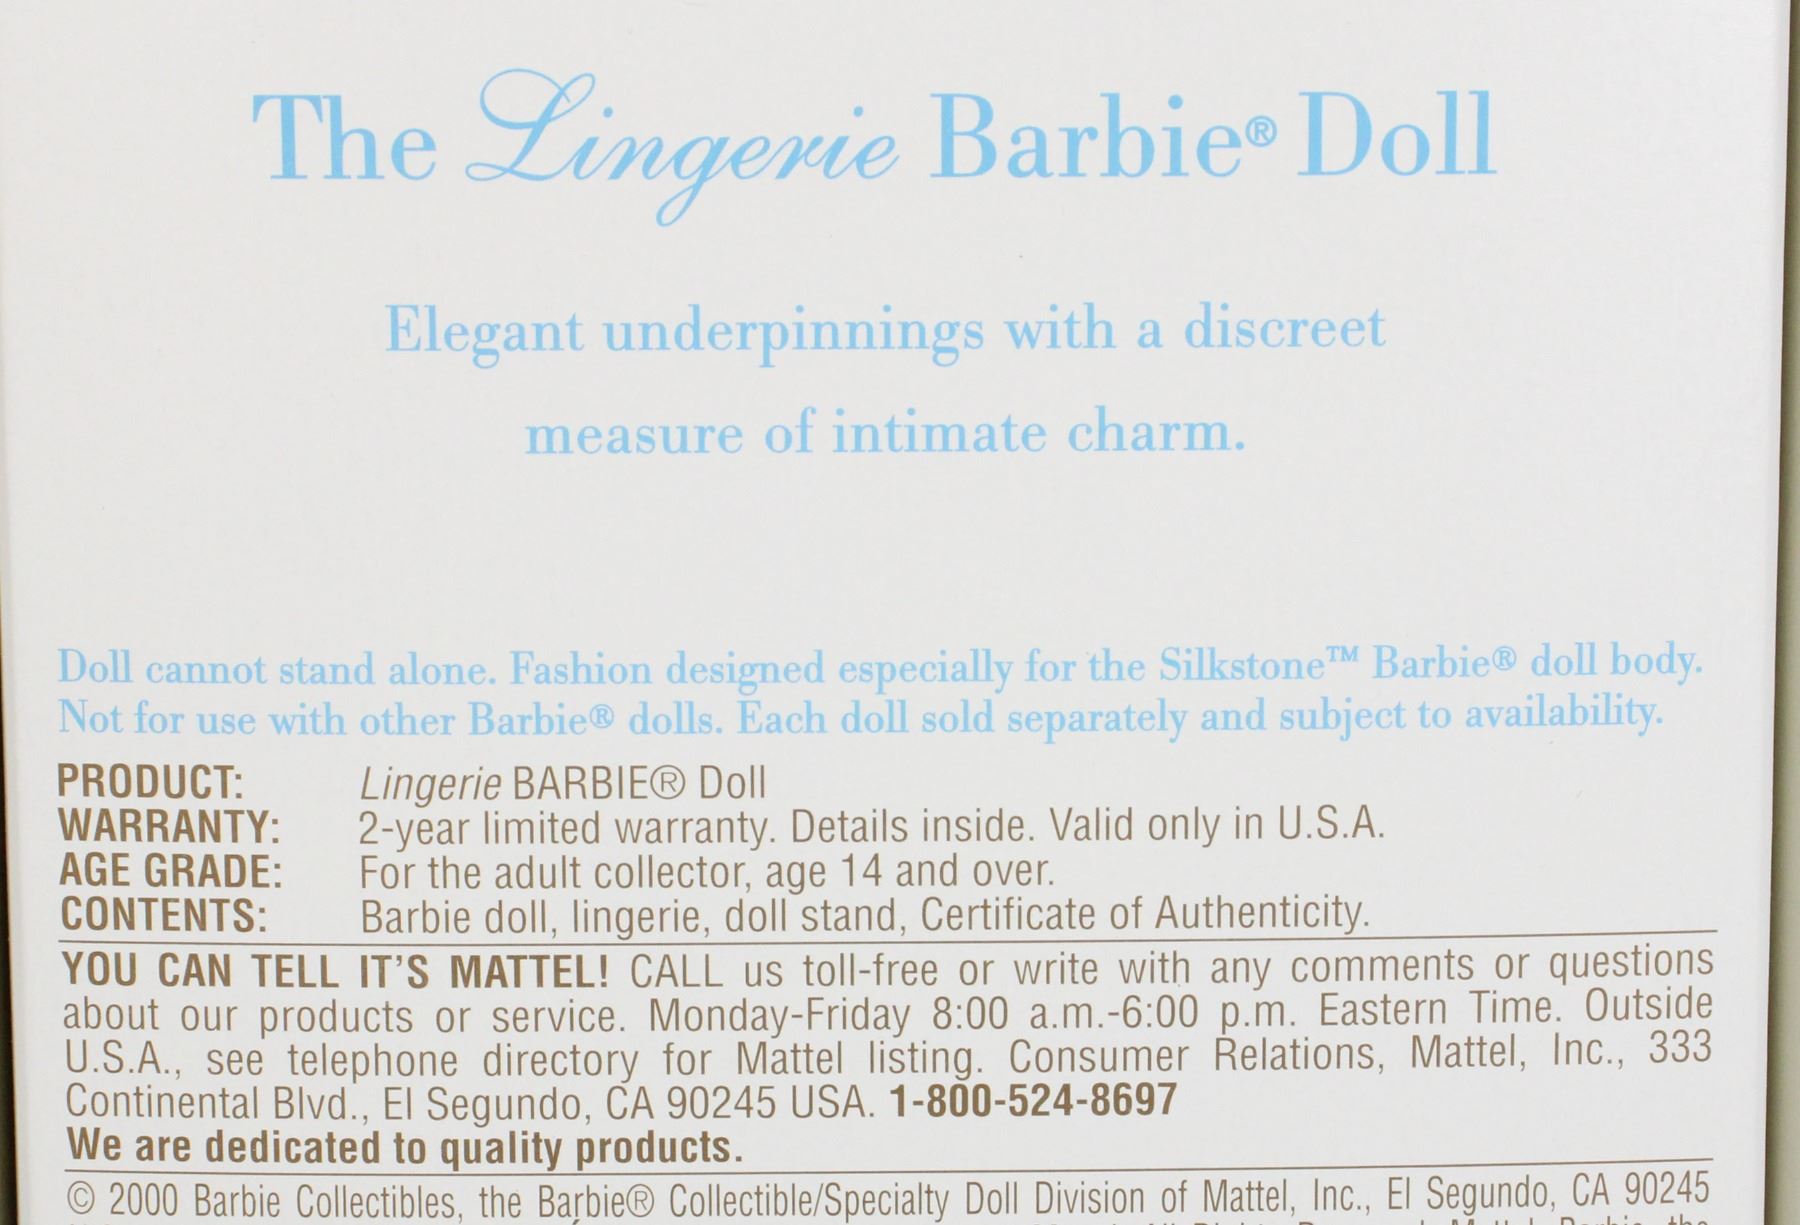 The Lingerie Barbie® Doll
Elegant underpinnings with a discreet
measure of intimate charm.
Doll cannot stand alone. Fashion designed especially for the Silkstone™ Barbie® doll body.
Not for use with other Barbie® dolls. Each doll sold separately and subject to availability.
PRODUCT: Lingerie BARBIE® Doll
WARRANTY: 2-year limited warranty. Details inside. Valid only in U.S.A.
AGE GRADE: For the adult collector, age 14 and over.
CONTENTS: Barbie doll, lingerie, doll stand, Certificate of Authenticity.
YOU CAN TELL IT'S MATTEL! CALL us toll-free or write with any comments or questions
about our products or service. Monday-Friday 8:00 a.m.-6:00 p.m. Eastern Time. Outside
U.S.A., see telephone directory for Mattel listing. Consumer Relations, Mattel, Inc., 333
Continental Blvd., El Segundo, CA 90245 USA. 1-800-524-8697
We are dedicated to quality products.
© 2000 Barbie Collectibles, the Barbie® Collectible/Specialty Doll Division of Mattel, Inc., El Segundo, CA 90245